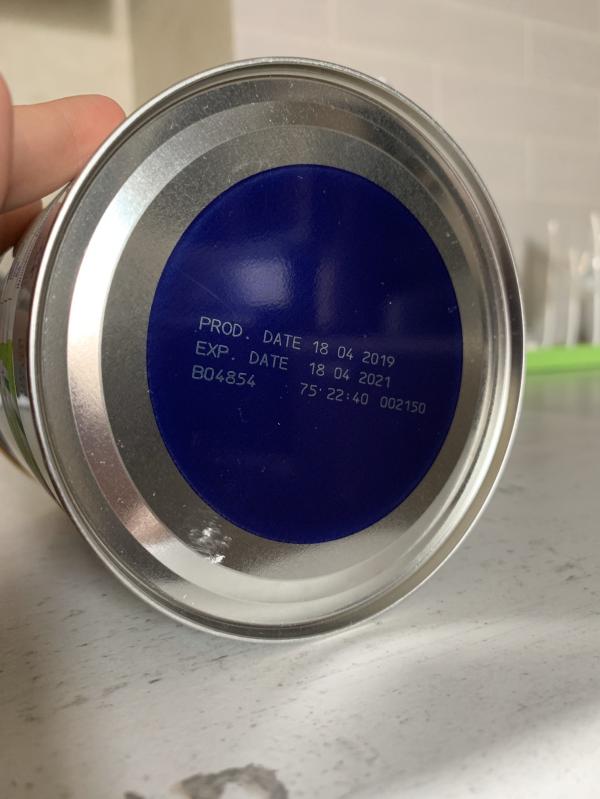 PROD. DATE 18 04 2019
EXP. DATE 18 04 2021
B04854 75 22:40 002150